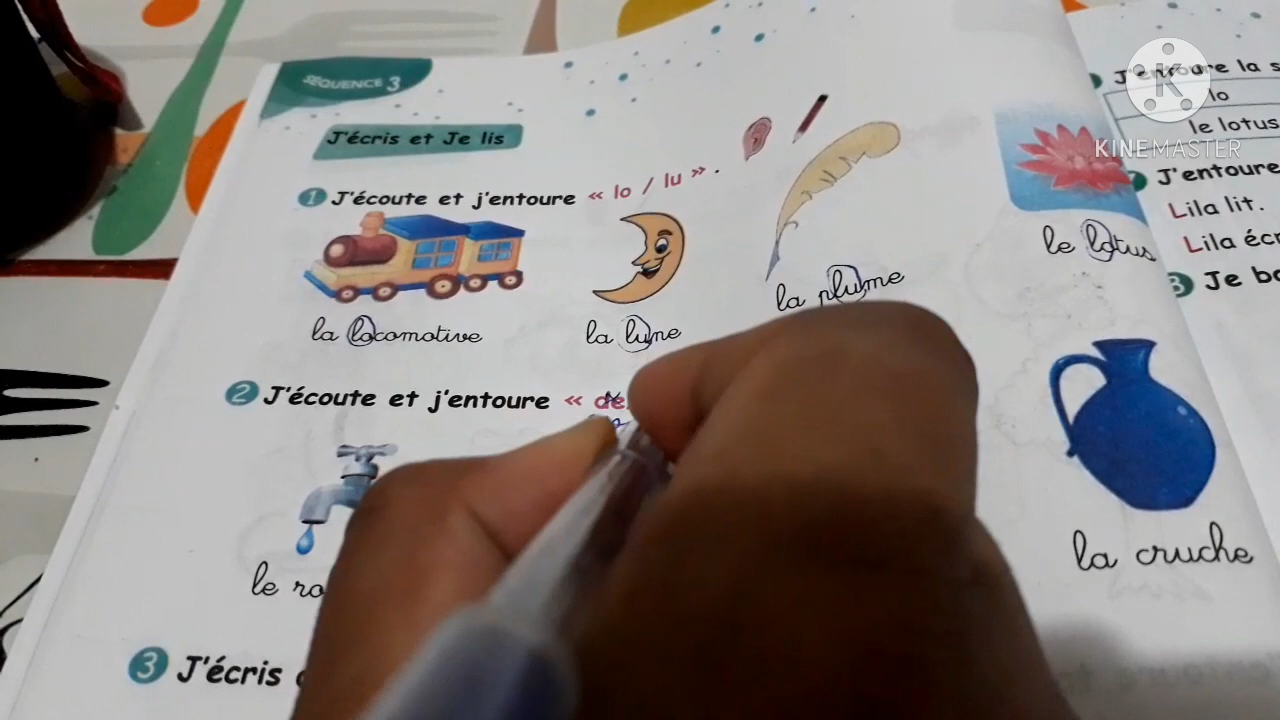 SÉQUENCE 3
J'écris et Je lis
1 J'écoute et j'entoure « lo / lu ».
la locomotive
la lune
la plume
le lotus
2 J'écoute et j'entoure « de
le ro
la cruche
3 J'écris
J'entoure la s
lo
le lotus
J'entoure
Lila lit.
Lila écr
3 Je ba
K
KINEMASTER